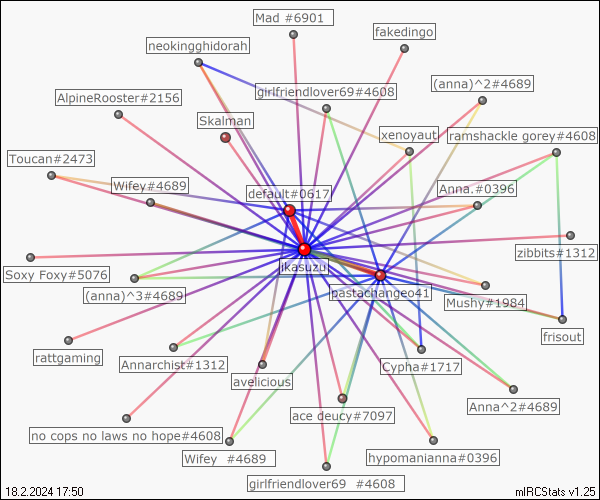 Mad #6901
fakedingo
neokingghidorah
girlfriendlover69#4608
(anna)^2#4689
AlpineRooster#2156
Skalman
xenoyaut
ramshackle gorey#4608
Toucan#2473
Wifey#4689
default#0617
Anna.#0396
zibbits#1312
jikasuzu
Soxy Foxy#5076
(anna)^3#4689
pastachangeo41
Mushy#1984
frisout
rattgaming
Annarchist#1312
avelicious
Cypha#1717
ace deucy#7097
Anna^2#4689
no cops no laws no hope#4608
Wifey  #4689
hypomanianna#0396
girlfriendlover69  #4608
18.2.2024 17:50
mIRCStats v1.25